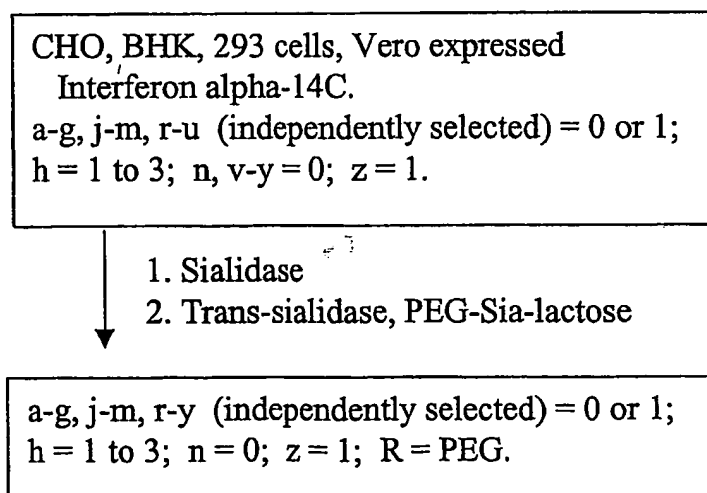 CHO, BHK, 293 cells, Vero expressed
Interferon alpha-14C.
a-g, j-m, r-u (independently selected) = 0 or 1;
h = 1 to 3; n, v-y = 0; z = 1.
1. Sialidase
2. Trans-sialidase, PEG-Sia-lactose
a-g, j-m, r-y (independently selected) = 0 or 1;
h = 1 to 3; n = 0; z = 1; R = PEG.